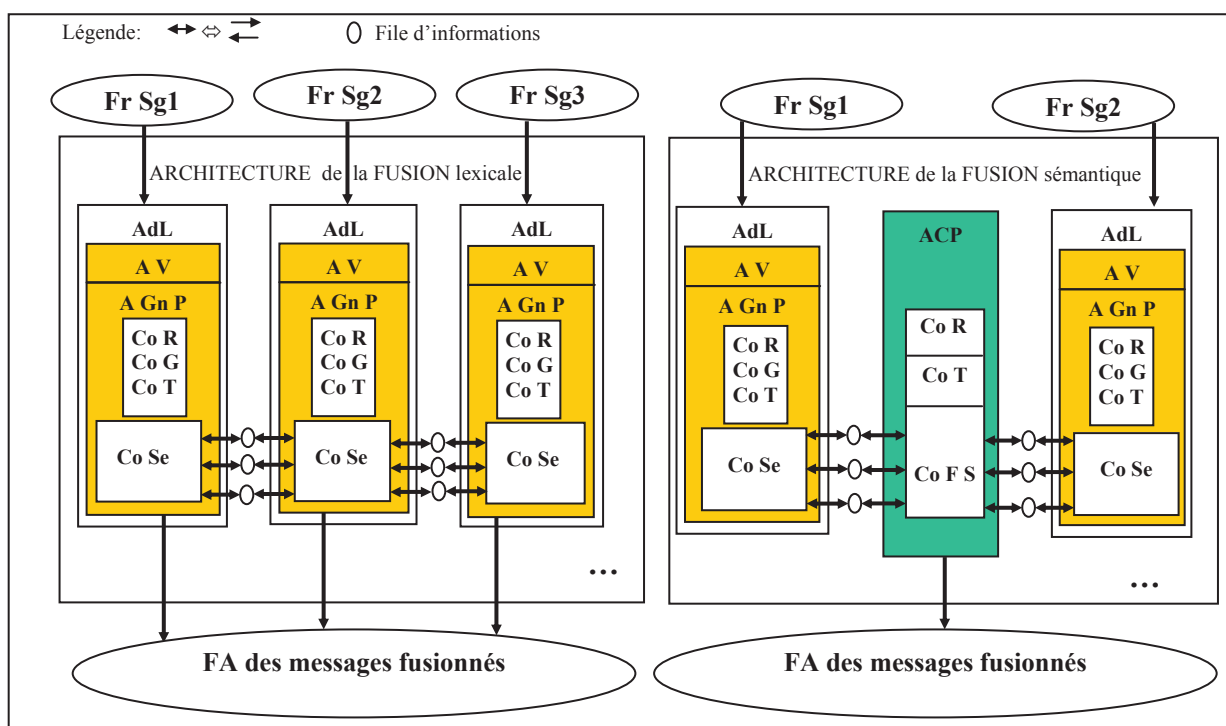 Légende:
File d'informations
Fr Sg1
Fr Sg2
Fr Sg3
ARCHITECTURE de la FUSION lexicale
AdL
A V
A Gn P
Co R
Co G
Co T
Co Se
AdL
A V
A Gn P
Co R
Co G
Co T
Co Se
AdL
A V
A Gn P
Co R
Co G
Co T
Co Se
...
FA des messages fusionnés
Fr Sg1
Fr Sg2
ARCHITECTURE de la FUSION sémantique
AdL
A V
A Gn P
Co R
Co G
Co T
Co Se
ACP
Co R
Co T
Co F S
AdL
A V
A Gn P
Co R
Co G
Co T
Co Se
...
FA des messages fusionnés